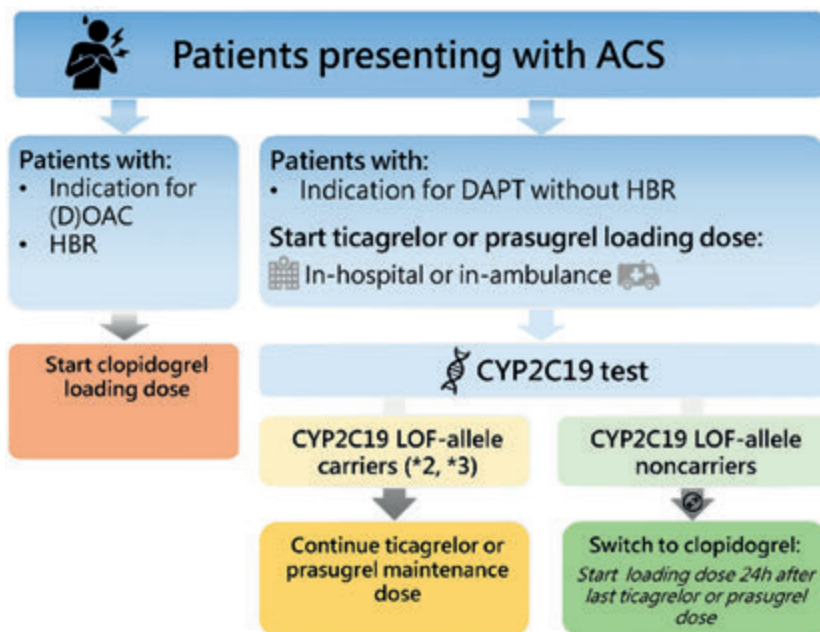 Patients presenting with ACS
Patients with:
• Indication for
(D)OAC
• HBR
Start clopidogrel
loading dose
Patients with:
• Indication for DAPT without HBR
Start ticagrelor or prasugrel loading dose:
In-hospital or in-ambulance
CYP2C19 test
CYP2C19 LOF-allele
carriers (*2, *3)
Continue ticagrelor or
prasugrel maintenance
dose
CYP2C19 LOF-allele
noncarriers
Switch to clopidogrel:
Start loading dose 24h after
last ticagrelor or prasugrel
dose